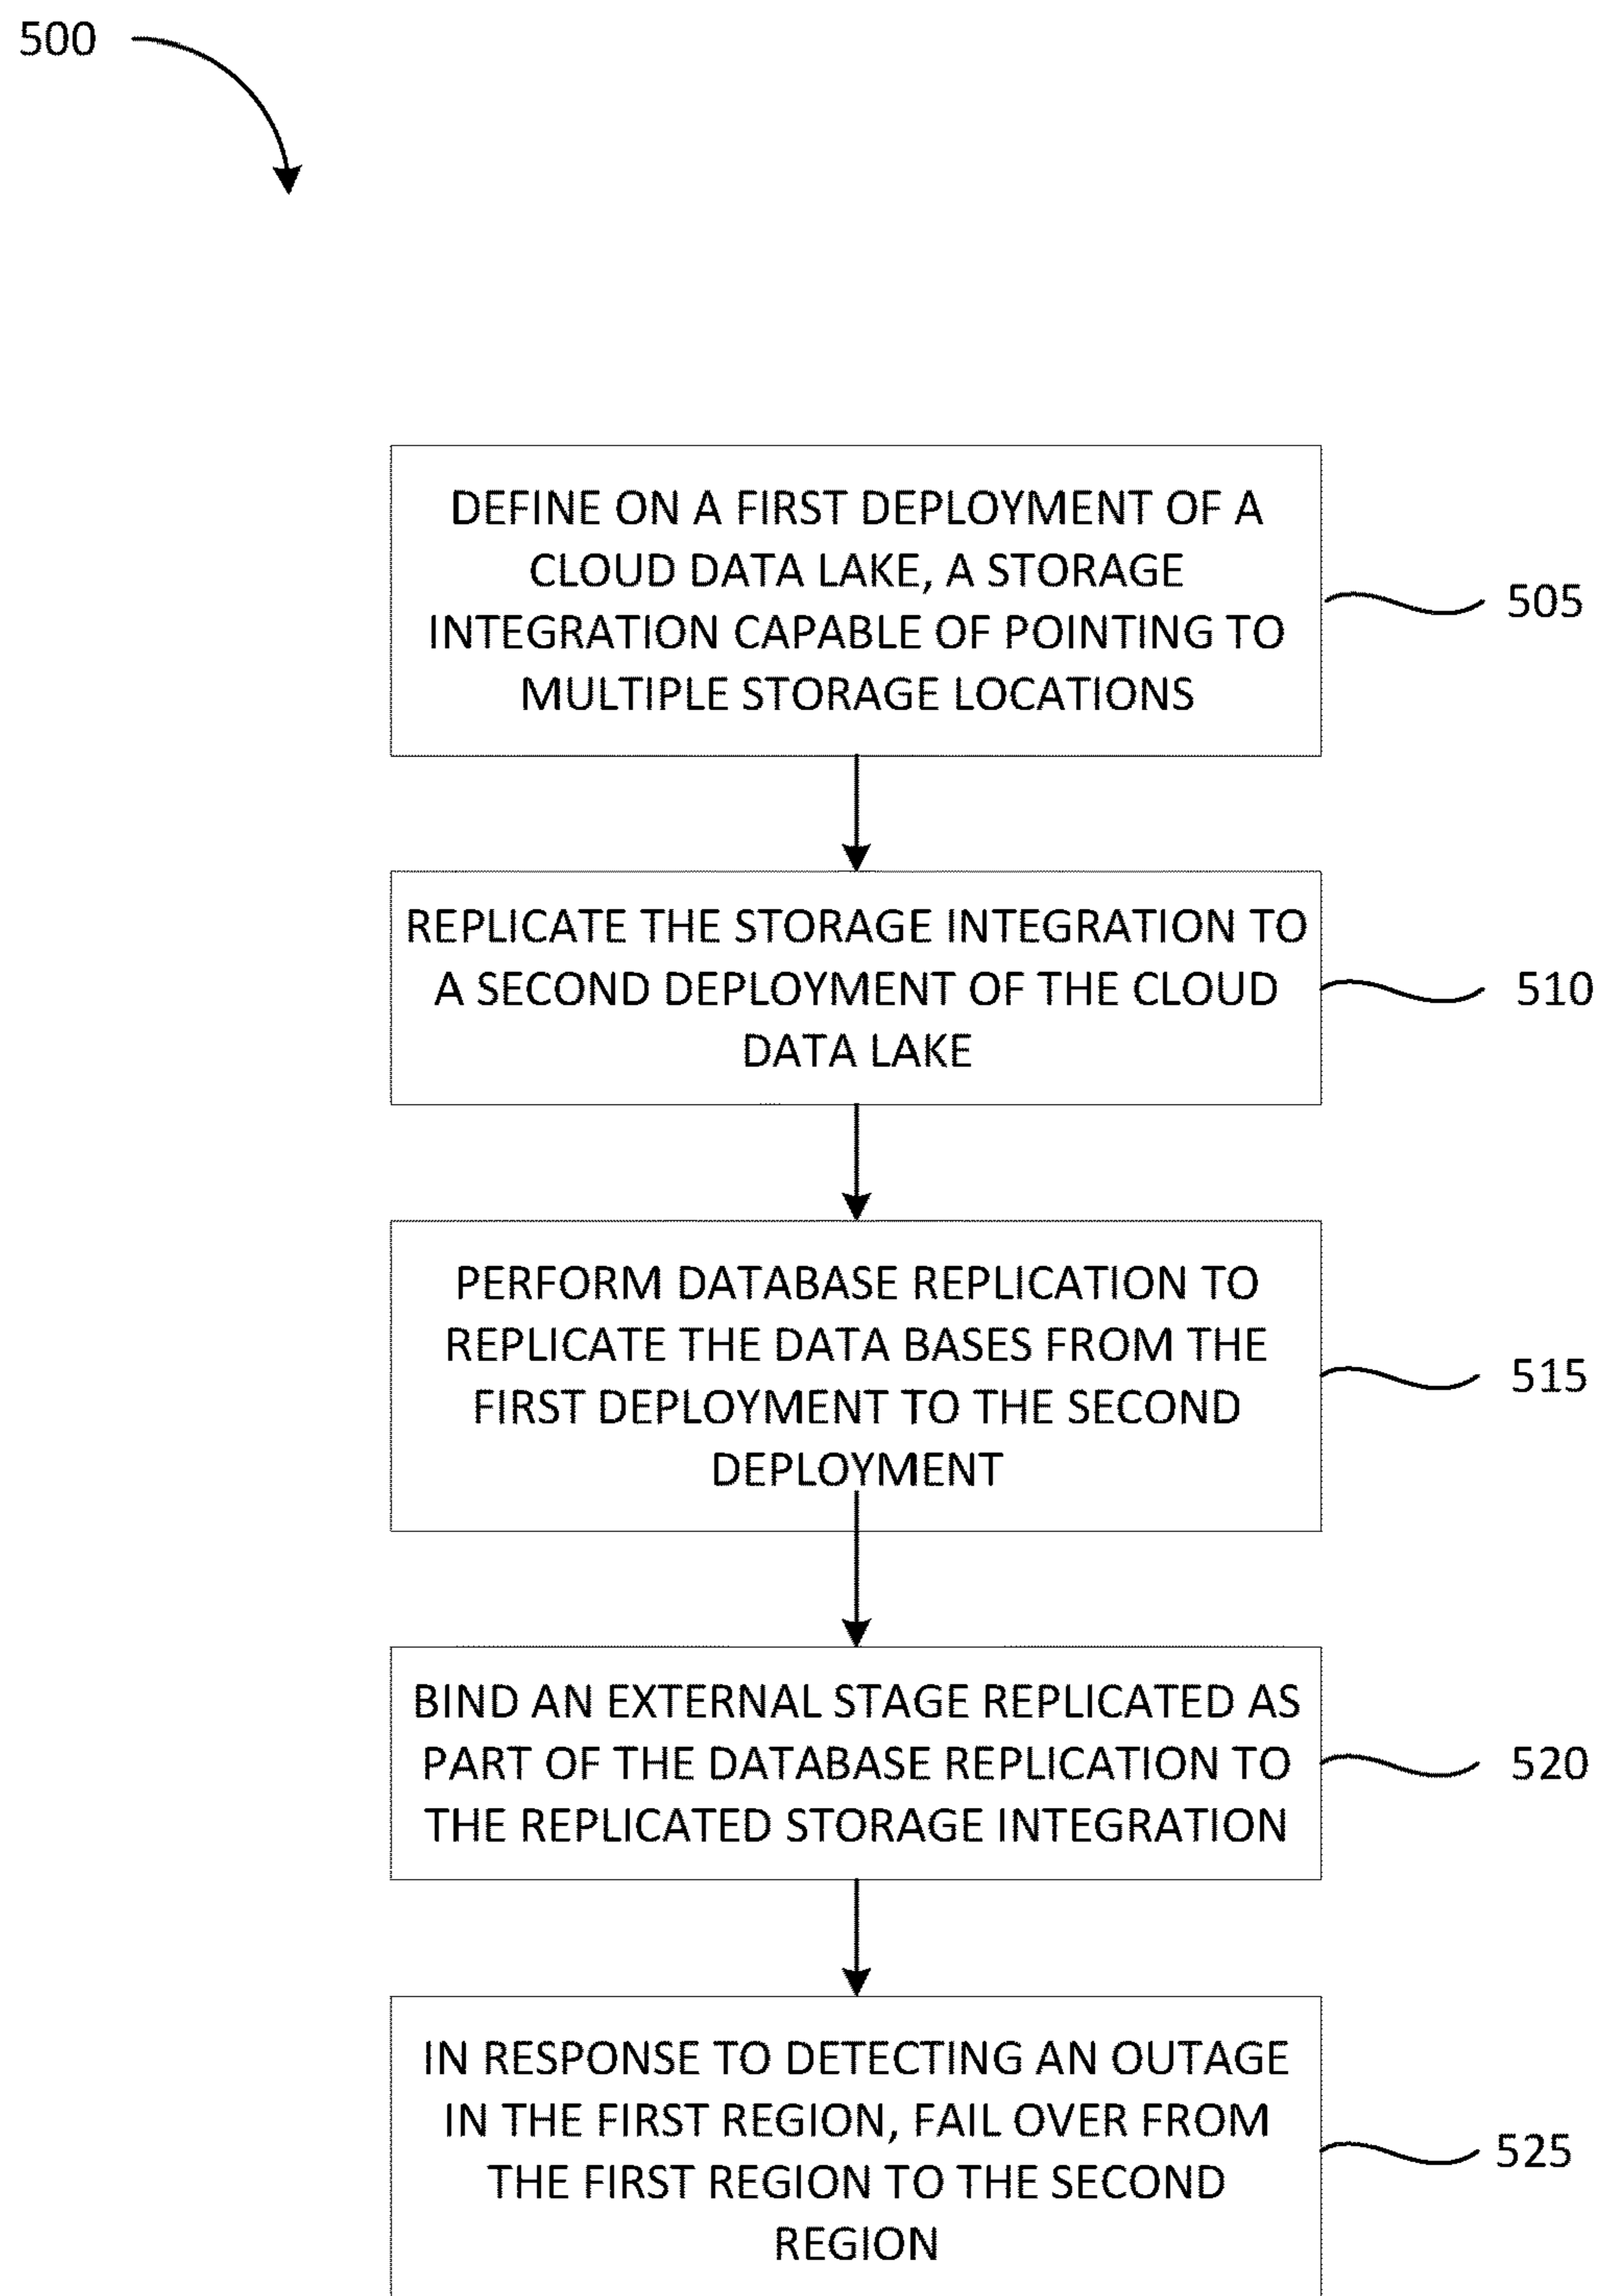 500
DEFINE ON A FIRST DEPLOYMENT OF A
CLOUD DATA LAKE, A STORAGE
INTEGRATION CAPABLE OF POINTING TO
MULTIPLE STORAGE LOCATIONS
505
REPLICATE THE STORAGE INTEGRATION TO
A SECOND DEPLOYMENT OF THE CLOUD
DATA LAKE
510
PERFORM DATABASE REPLICATION TO
REPLICATE THE DATA BASES FROM THE
FIRST DEPLOYMENT TO THE SECOND
DEPLOYMENT
515
BIND AN EXTERNAL STAGE REPLICATED AS
PART OF THE DATABASE REPLICATION TO
THE REPLICATED STORAGE INTEGRATION
520
IN RESPONSE TO DETECTING AN OUTAGE
IN THE FIRST REGION, FAIL OVER FROM
THE FIRST REGION TO THE SECOND
REGION
525